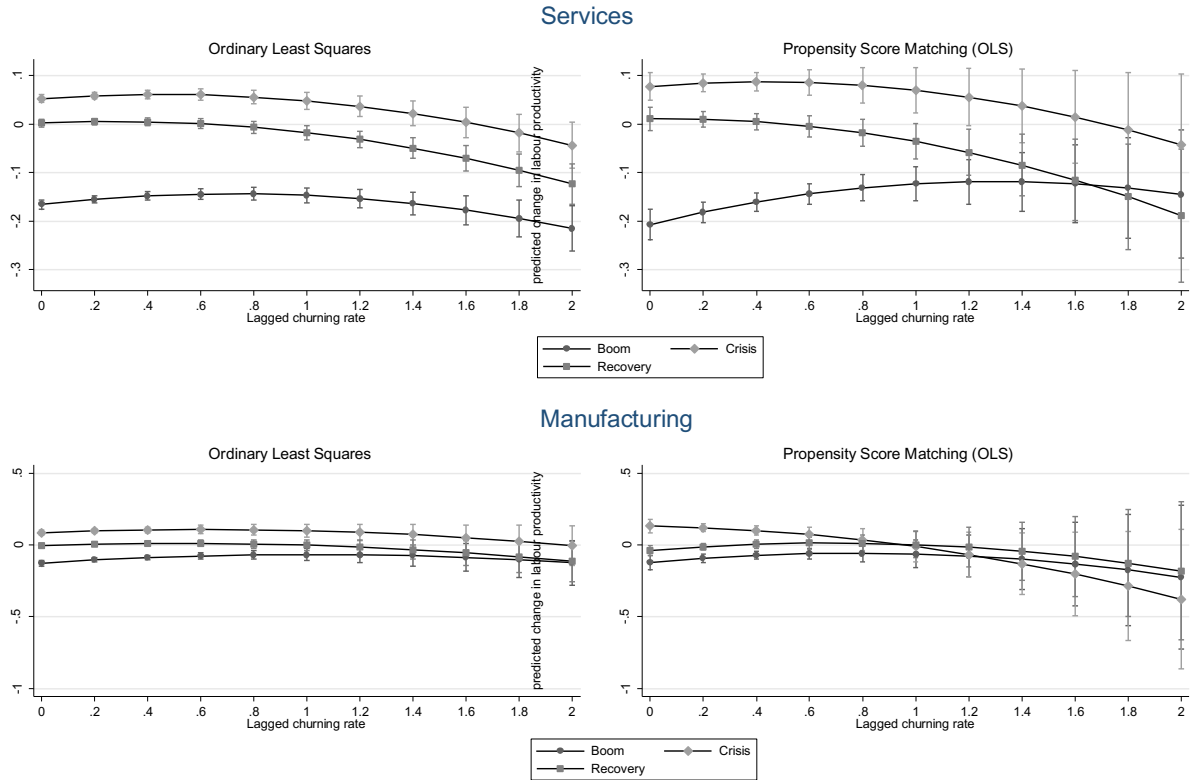 Services
Ordinary Least Squares
.1
0
-.1
-.2
-.3
0 .2 .4 .6 .8 1 1.2 1.4 1.6 1.8 2
Lagged churning rate
predicted change in labour productivity
Propensity Score Matching (OLS)
.1
0
-.1
-.2
-.3
0 .2 .4 .6 .8 1 1.2 1.4 1.6 1.8 2
Lagged churning rate
Boom Crisis
Recovery
Manufacturing
Ordinary Least Squares
.5
0
-.5
-1
0 .2 .4 .6 .8 1 1.2 1.4 1.6 1.8 2
Lagged churning rate
predicted change in labour productivity
Propensity Score Matching (OLS)
.5
0
-.5
-1
0 .2 .4 .6 .8 1 1.2 1.4 1.6 1.8 2
Lagged churning rate
Boom Crisis
Recovery